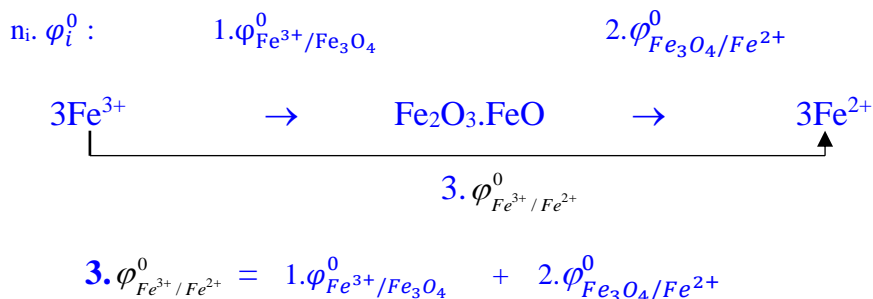 nᵢ. φᵢ⁰ : 1.φ⁰Fe³⁺/Fe₃O₄ 2.φ⁰Fe₃O₄/Fe²⁺
3Fe³⁺ → Fe₂O₃.FeO → 3Fe²⁺
3. φ⁰Fe³⁺/Fe²⁺
3. φ⁰Fe³⁺/Fe²⁺ = 1.φ⁰Fe³⁺/Fe₃O₄ + 2.φ⁰Fe₃O₄/Fe²⁺